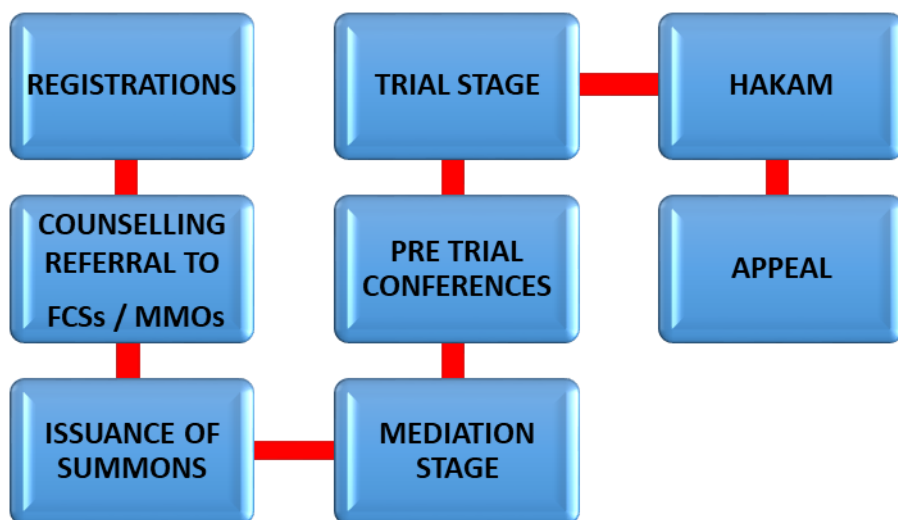 REGISTRATIONS
COUNSELLING
REFERRAL TO
FCSs / MMOs
ISSUANCE OF
SUMMONS
MEDIATION
STAGE
PRE TRIAL
CONFERENCES
TRIAL STAGE
HAKAM
APPEAL